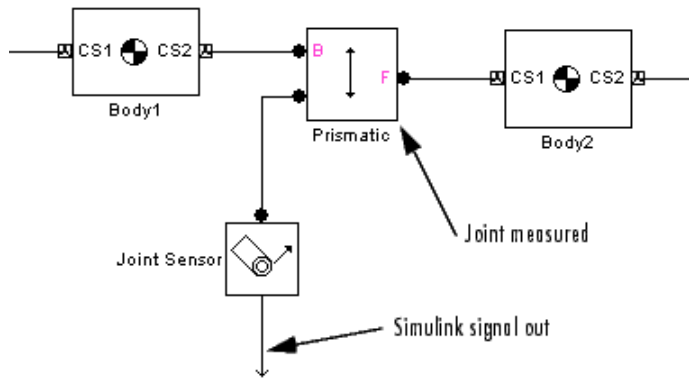 CS1 CS2
Body1
B
F
Prismatic
CS1 CS2
Body2
Joint measured
Joint Sensor
Simulink signal out